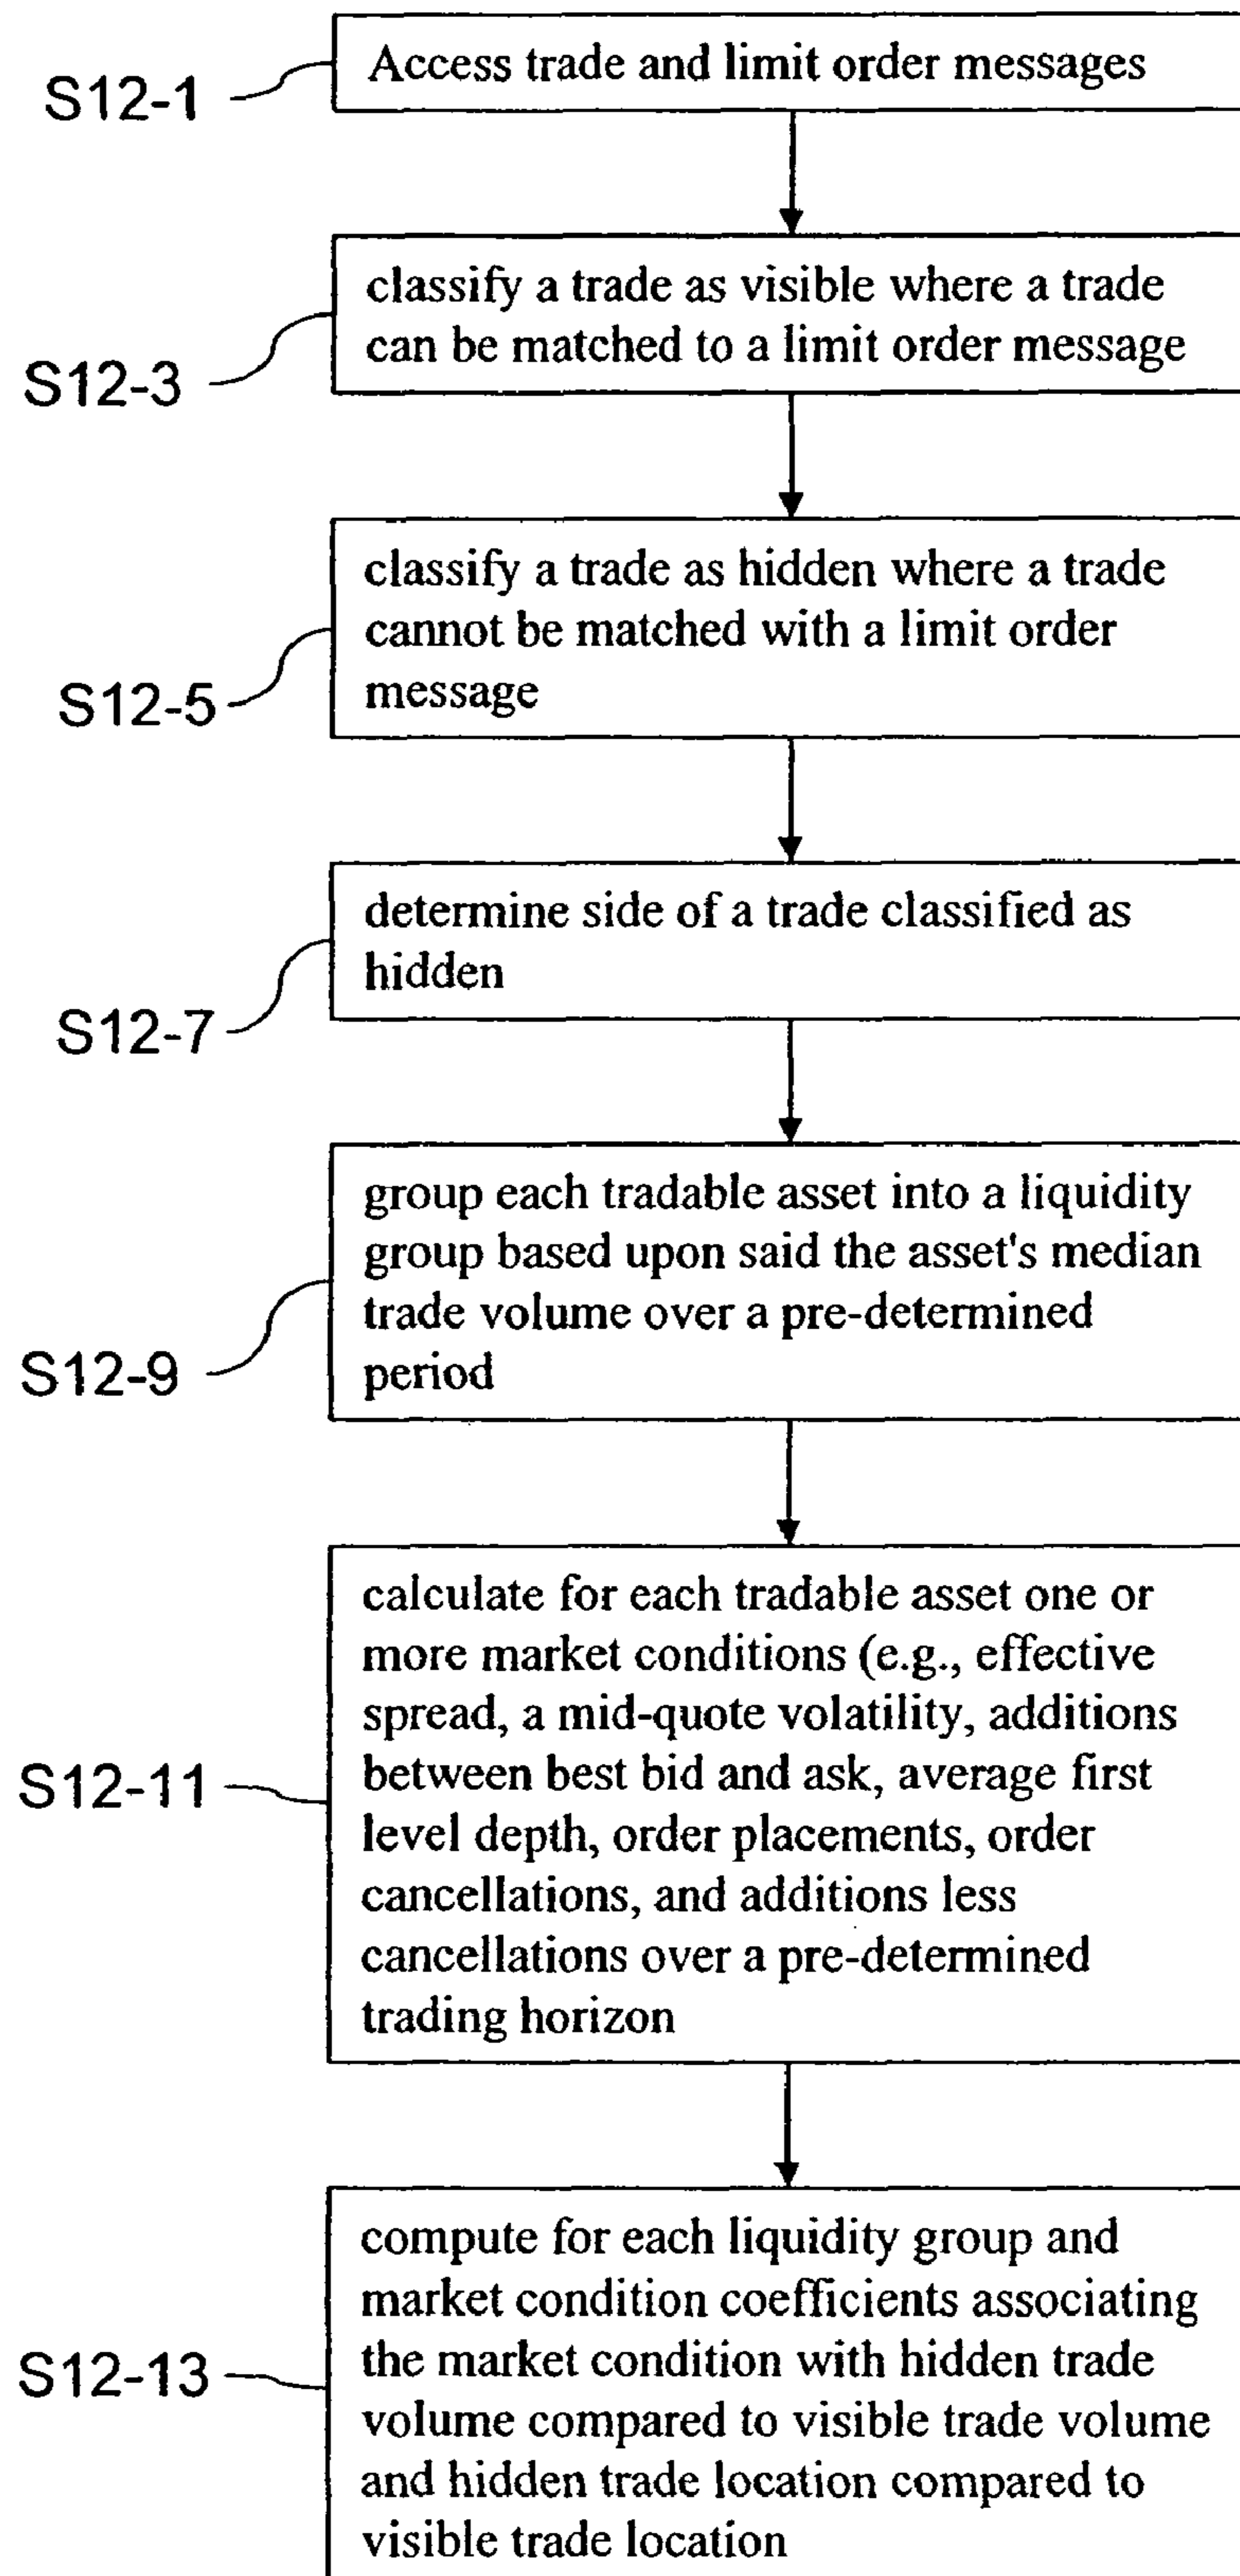 S12-1
Access trade and limit order messages
S12-3
classify a trade as visible where a trade
can be matched to a limit order message
S12-5
classify a trade as hidden where a trade
cannot be matched with a limit order
message
S12-7
determine side of a trade classified as
hidden
S12-9
group each tradable asset into a liquidity
group based upon said the asset's median
trade volume over a pre-determined
period
S12-11
calculate for each tradable asset one or
more market conditions (e.g., effective
spread, a mid-quote volatility, additions
between best bid and ask, average first
level depth, order placements, order
cancellations, and additions less
cancellations over a pre-determined
trading horizon
S12-13
compute for each liquidity group and
market condition coefficients associating
the market condition with hidden trade
volume compared to visible trade volume
and hidden trade location compared to
visible trade location